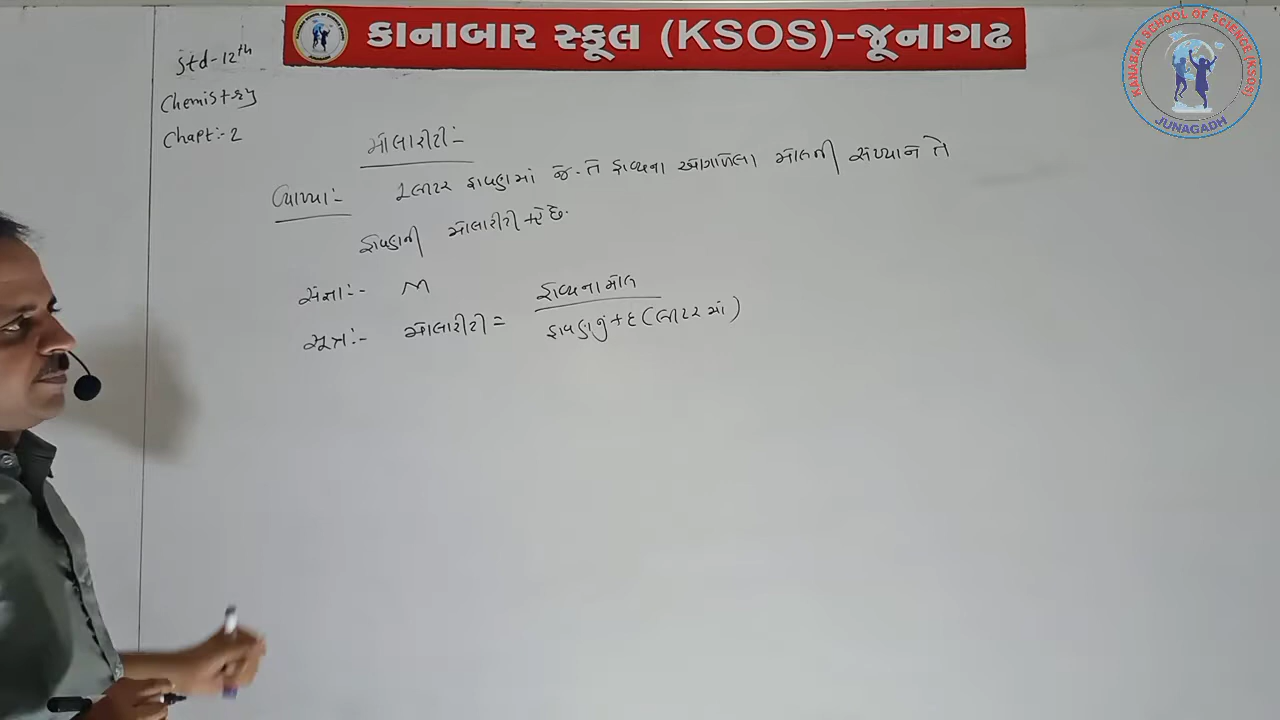 કાનાબાર સ્કૂલ (KSOS)-જૂનાગઢ
KANABAR SCHOOL OF SCIENCE (KSOS)
JUNAGADH
Std-12th
Chemistry
Chapt:-2
મોલારીટી:-
વ્યાખ્યા:- 1 લીટર દ્રાવણમાં જે-તે દ્રાવ્યના ઓગળેલા મોલની સંખ્યાને તે
દ્રાવણની મોલારીટી કહે છે.
સંજ્ઞા:- M
સૂત્ર:- મોલારીટી = દ્રાવ્યના મોલ
દ્રાવણનું કદ (લીટરમાં)